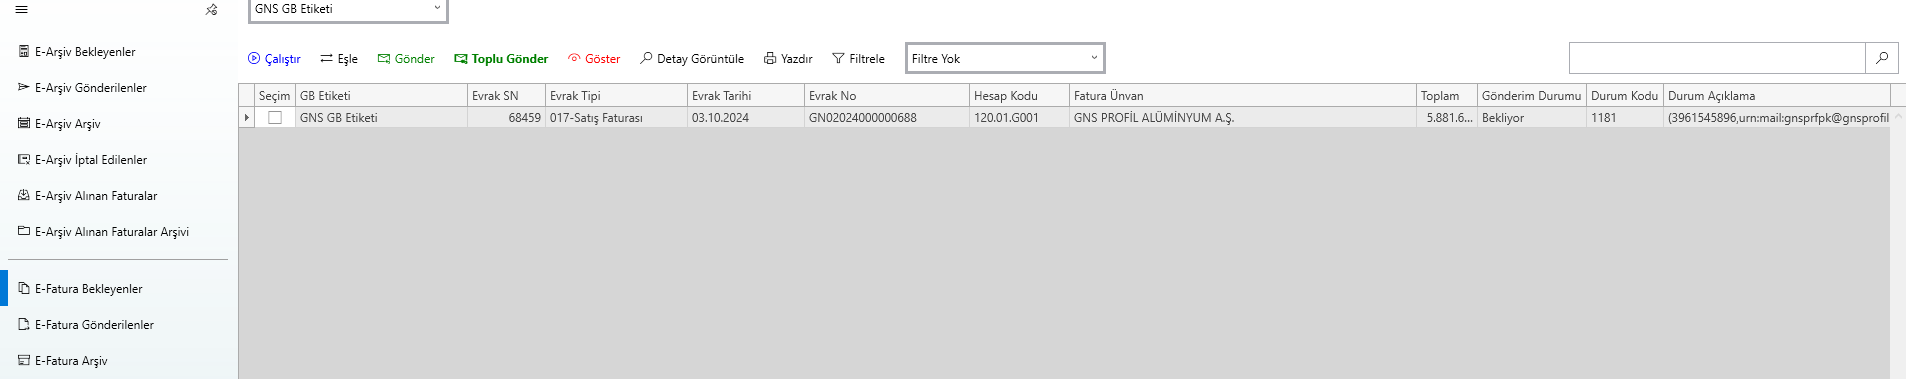 GNS GB Etiketi
E-Arşiv Bekleyenler
E-Arşiv Gönderilenler
E-Arşiv Arşiv
E-Arşiv İptal Edilenler
E-Arşiv Alınan Faturalar
E-Arşiv Alınan Faturalar Arşivi
E-Fatura Bekleyenler
E-Fatura Gönderilenler
E-Fatura Arşiv
Çalıştır Eşle Gönder Toplu Gönder Göster Detay Görüntüle Yazdır Filtrele Filtre Yok
Seçim GB Etiketi Evrak SN Evrak Tipi Evrak Tarihi Evrak No Hesap Kodu Fatura Ünvan Toplam Gönderim Durumu Durum Kodu Durum Açıklama
GNS GB Etiketi 68459 017-Satış Faturası 03.10.2024 GN02024000000688 120.01.G001 GNS PROFİL ALÜMİNYUM A.Ş. 5.881.6... Bekliyor 1181 (3961545896,urn:mail:gnsprfpk@gnsprofil